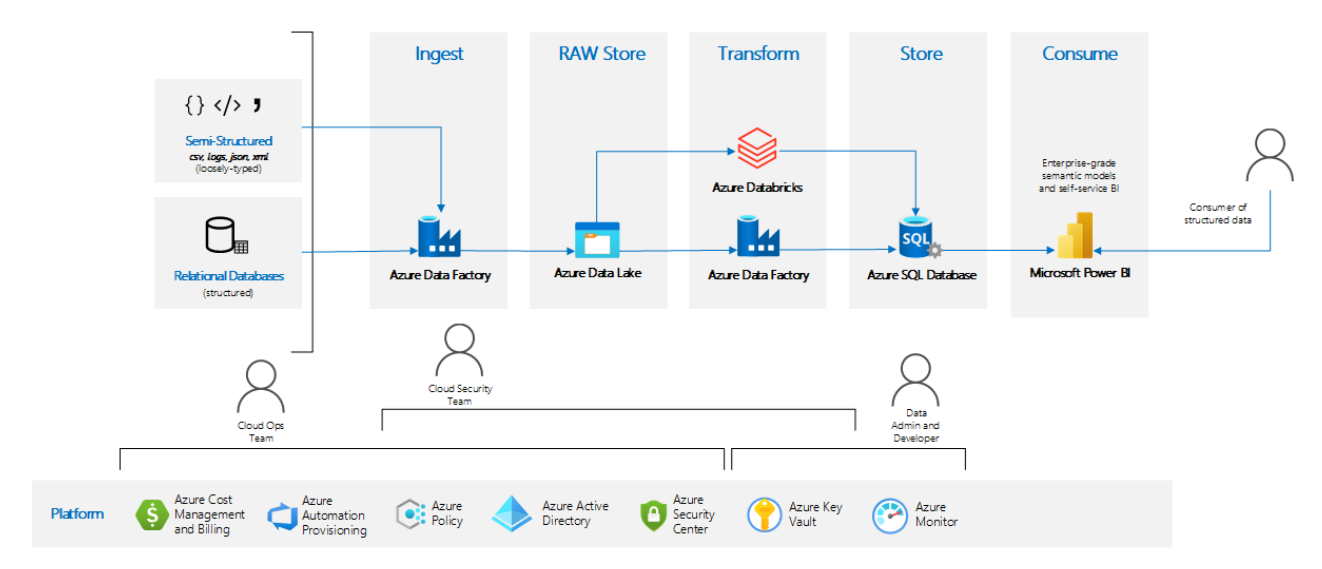 Ingest
RAW Store
Transform
Store
Consume
{} </> ,
Semi-Structured
csv, logs, json, xml
(loosely-typed)
Azure Databricks
Enterprise-grade
semantic models
and self-service BI
Consumer of
structured data
Relational Databases
(structured)
Azure Data Factory
Azure Data Lake
Azure Data Factory
SQL
Azure SQL Database
Microsoft Power BI
Cloud Ops
Team
Cloud Security
Team
Data
Admin and
Developer
Platform
$
Azure Cost
Management
and Billing
Azure
Automation
Provisioning
Azure
Policy
Azure Active
Directory
Azure
Security
Center
Azure Key
Vault
Azure
Monitor